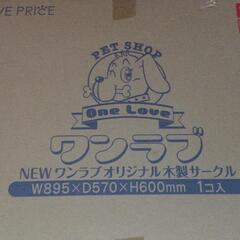 VE PRICE
PET SHOP
One Love
ワンラブ
NEWワンラブオリジナル木製サークル
W895×D570×H600mm 1コ入